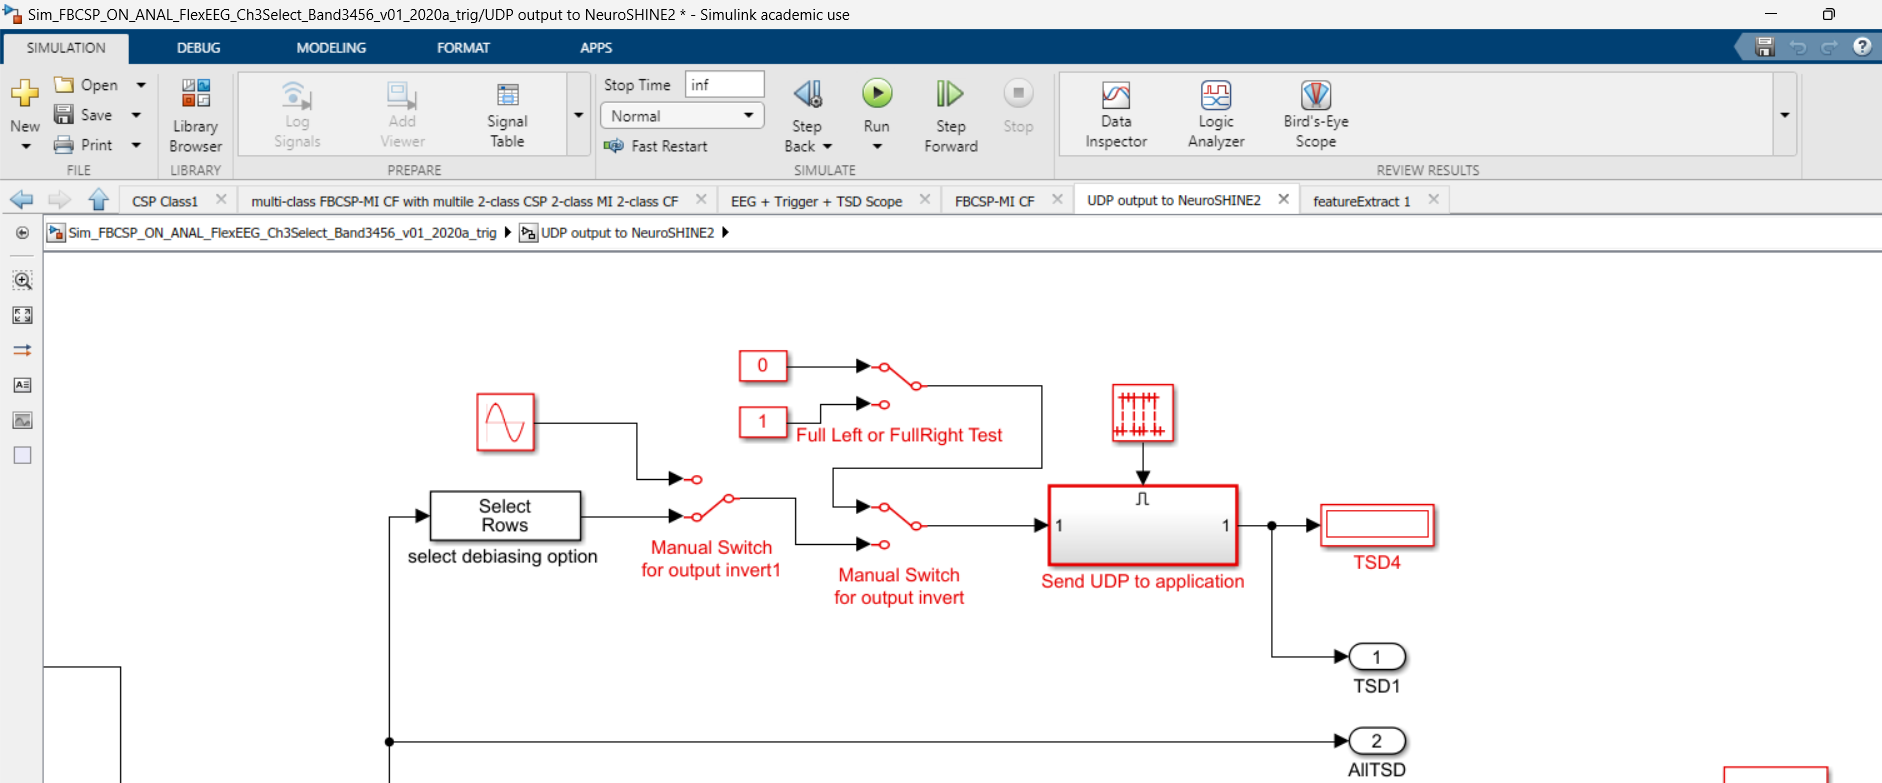 Sim_FBCSP_ON_ANAL_FlexEEG_Ch3Select_Band3456_v01_2020a_trig/UDP output to NeuroSHINE2 * - Simulink academic use
SIMULATION DEBUG MODELING FORMAT APPS
New
Open
Save
Print
FILE
Library
Browser
LIBRARY
Log
Signals
Add
Viewer
Signal
Table
PREPARE
Stop Time inf
Normal
Fast Restart
Step
Back
Run
Step
Forward
Stop
SIMULATE
Data
Inspector
Logic
Analyzer
Bird's-Eye
Scope
REVIEW RESULTS
CSP Class1
multi-class FBCSP-MI CF with multile 2-class CSP 2-class MI 2-class CF
EEG + Trigger + TSD Scope
FBCSP-MI CF
UDP output to NeuroSHINE2
featureExtract 1
Sim_FBCSP_ON_ANAL_FlexEEG_Ch3Select_Band3456_v01_2020a_trig
UDP output to NeuroSHINE2
0
1
Full Left or FullRight Test
Select
Rows
select debiasing option
Manual Switch
for output invert1
Manual Switch
for output invert
1 1
Send UDP to application
TSD4
1
TSD1
2
AllTSD